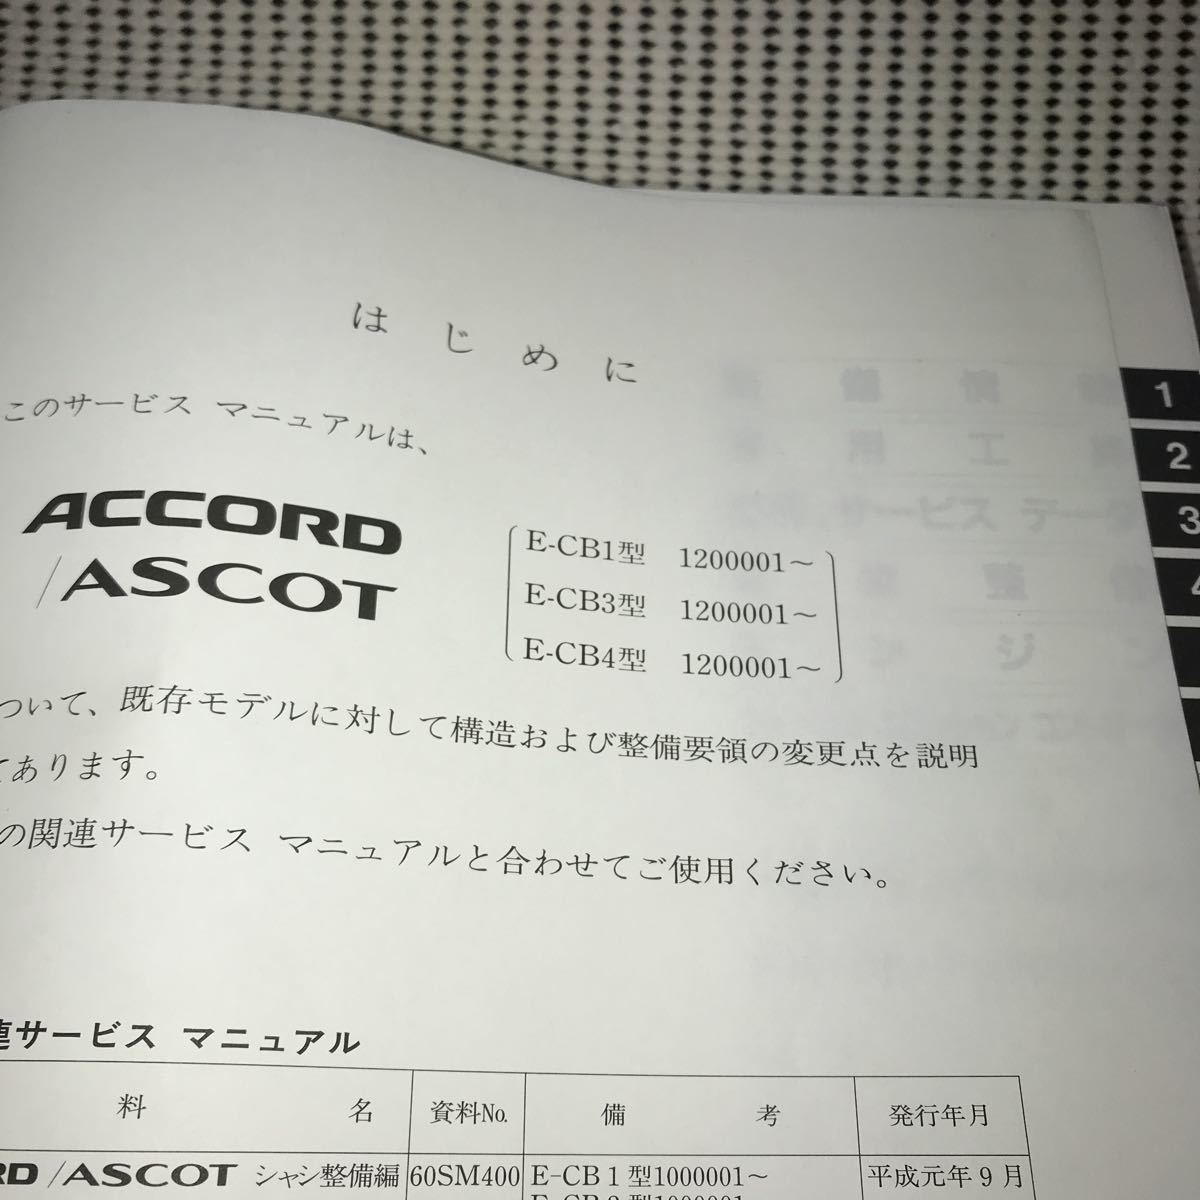 はじめに
このサービス マニュアルは、
ACCORD
/ASCOT
E-CB1型 1200001～
E-CB3型 1200001～
E-CB4型 1200001～
ついて、既存モデルに対して構造および整備要領の変更点を説明
てあります。
の関連サービス マニュアルと合わせてご使用ください。
連サービス マニュアル
料名 資料No. 備考 発行年月
RD /ASCOT シャシ整備編 60SM400 E-CB1型1000001～ 平成元年9月
1
2
3
4